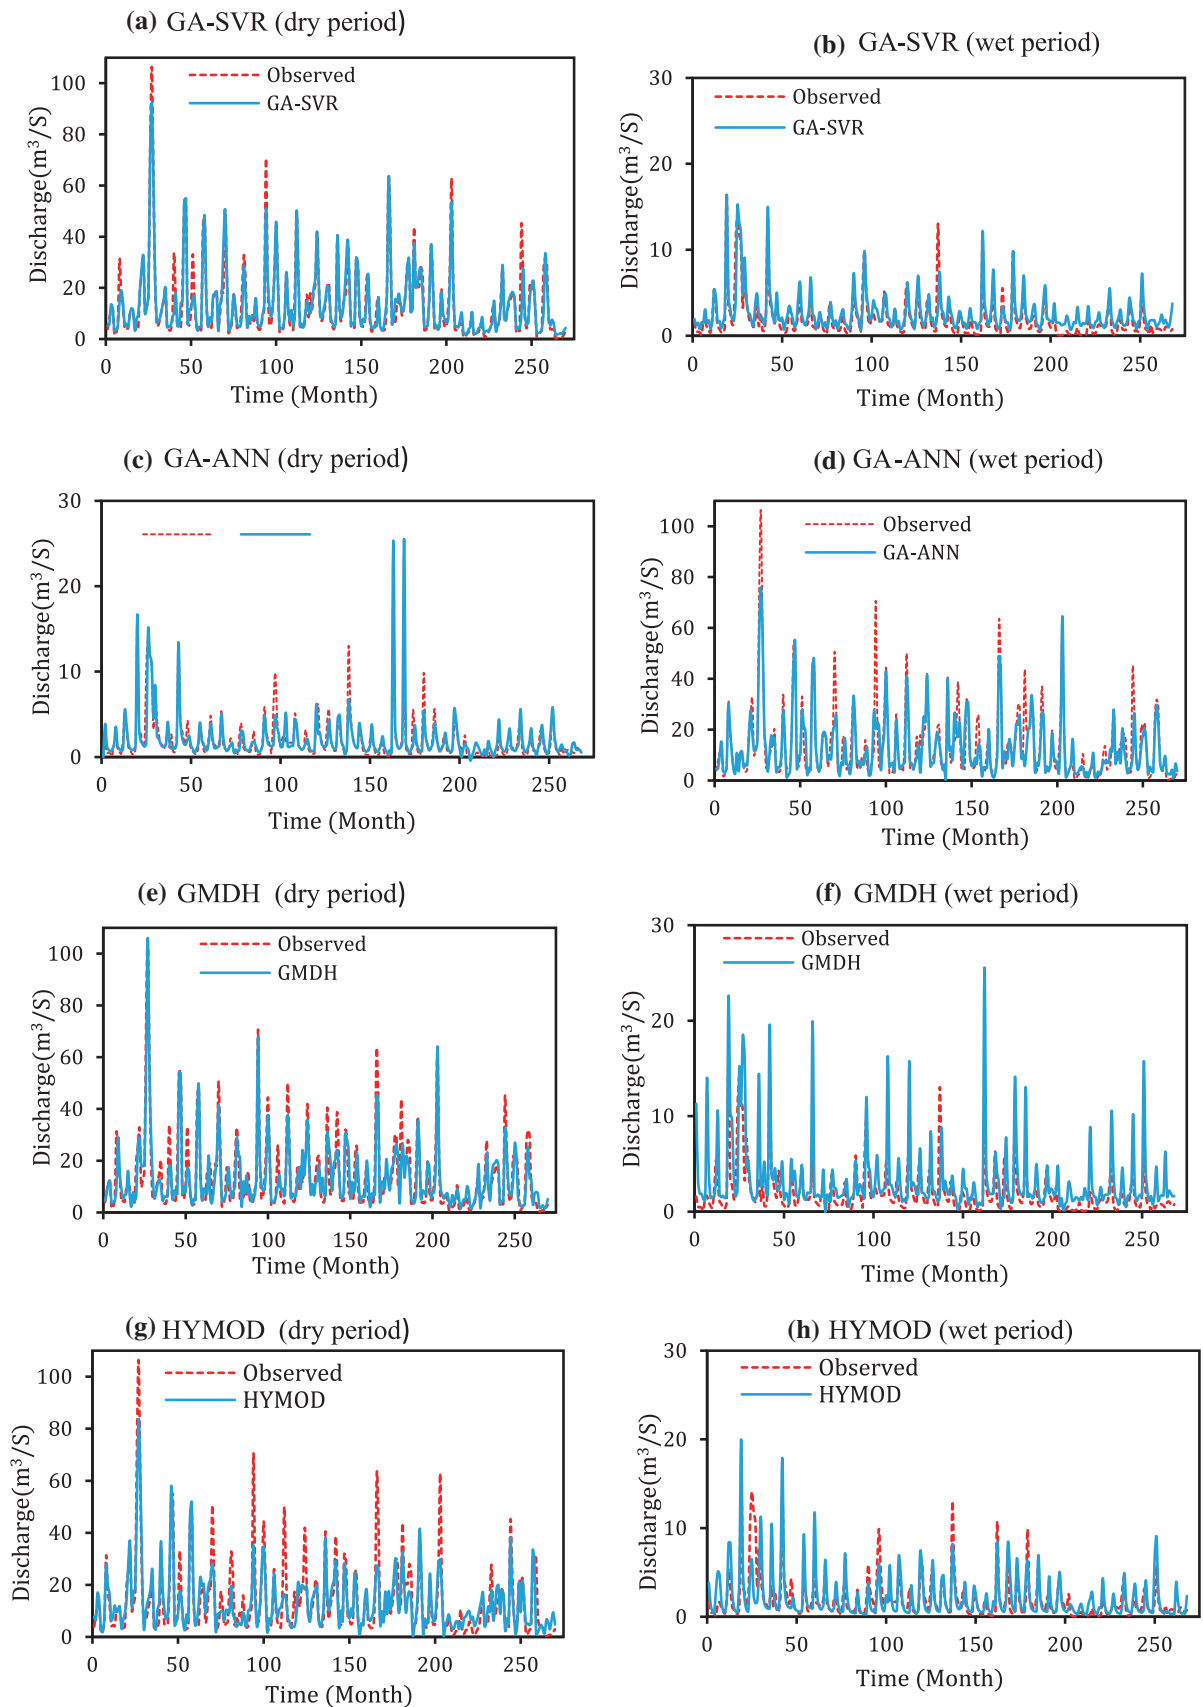 (a) GA-SVR (dry period)
Observed
GA-SVR
Discharge(m³/S)
100
80
60
40
20
0
0 50 100 150 200 250
Time (Month)
(b) GA-SVR (wet period)
Observed
GA-SVR
Discharge(m³/S)
30
20
10
0
0 50 100 150 200 250
Time (Month)
(c) GA-ANN (dry period)
Discharge(m³/S)
30
20
10
0
0 50 100 150 200 250
Time (Month)
(d) GA-ANN (wet period)
Observed
GA-ANN
Discharge(m³/S)
100
80
60
40
20
0
0 50 100 150 200 250
Time (Month)
(e) GMDH (dry period)
Observed
GMDH
Discharge(m³/S)
100
80
60
40
20
0
0 50 100 150 200 250
Time (Month)
(f) GMDH (wet period)
Observed
GMDH
Discharge(m³/S)
30
20
10
0
0 50 100 150 200 250
Time (Month)
(g) HYMOD (dry period)
Observed
HYMOD
Discharge(m³/S)
100
80
60
40
20
0
0 50 100 150 200 250
Time (Month)
(h) HYMOD (wet period)
Observed
HYMOD
Discharge(m³/S)
30
20
10
0
0 50 100 150 200 250
Time (Month)